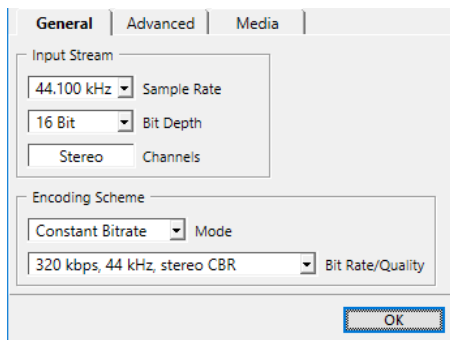 General Advanced Media
Input Stream
44.100 kHz Sample Rate
16 Bit Bit Depth
Stereo Channels
Encoding Scheme
Constant Bitrate Mode
320 kbps, 44 kHz, stereo CBR Bit Rate/Quality
OK